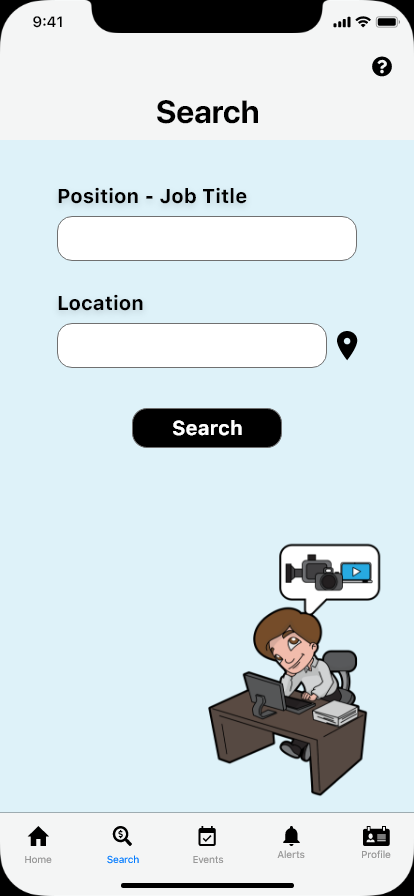 9:41
Search
Position - Job Title
Location
Search
Home
Search
Events
Alerts
Profile